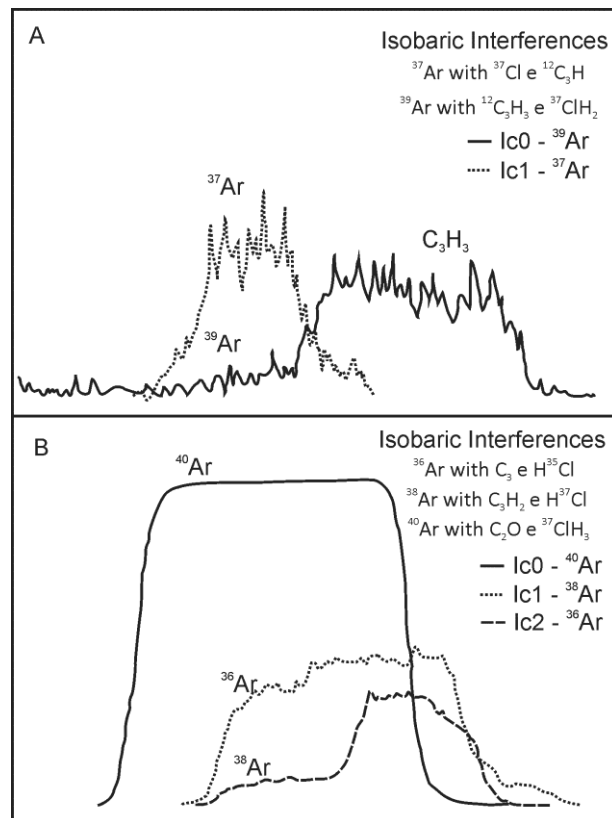 A
Isobaric Interferences
³⁷Ar with ³⁷Cl e ¹²C₃H
³⁹Ar with ¹²C₃H₃ e ³⁷ClH₂
Ic0 - ³⁹Ar
Ic1 - ³⁷Ar
³⁷Ar
C₃H₃
³⁹Ar
B
Isobaric Interferences
⁴⁰Ar
³⁶Ar with C₃ e H³⁵Cl
³⁸Ar with C₃H₂ e H³⁷Cl
⁴⁰Ar with C₂O e ³⁷ClH₃
Ic0 - ⁴⁰Ar
Ic1 - ³⁸Ar
Ic2 - ³⁶Ar
³⁶Ar
³⁸Ar